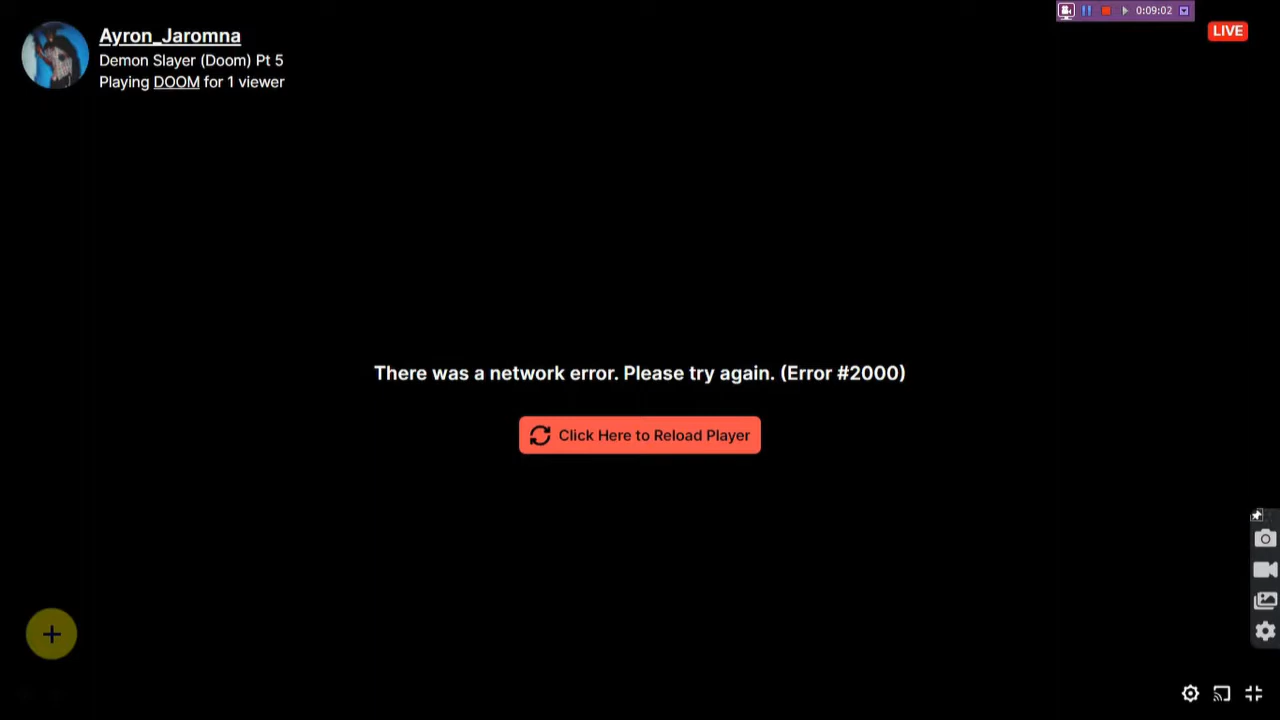 0:09:02
LIVE
Ayron_Jaromna
Demon Slayer (Doom) Pt 5
Playing DOOM for 1 viewer
There was a network error. Please try again. (Error #2000)
Click Here to Reload Player